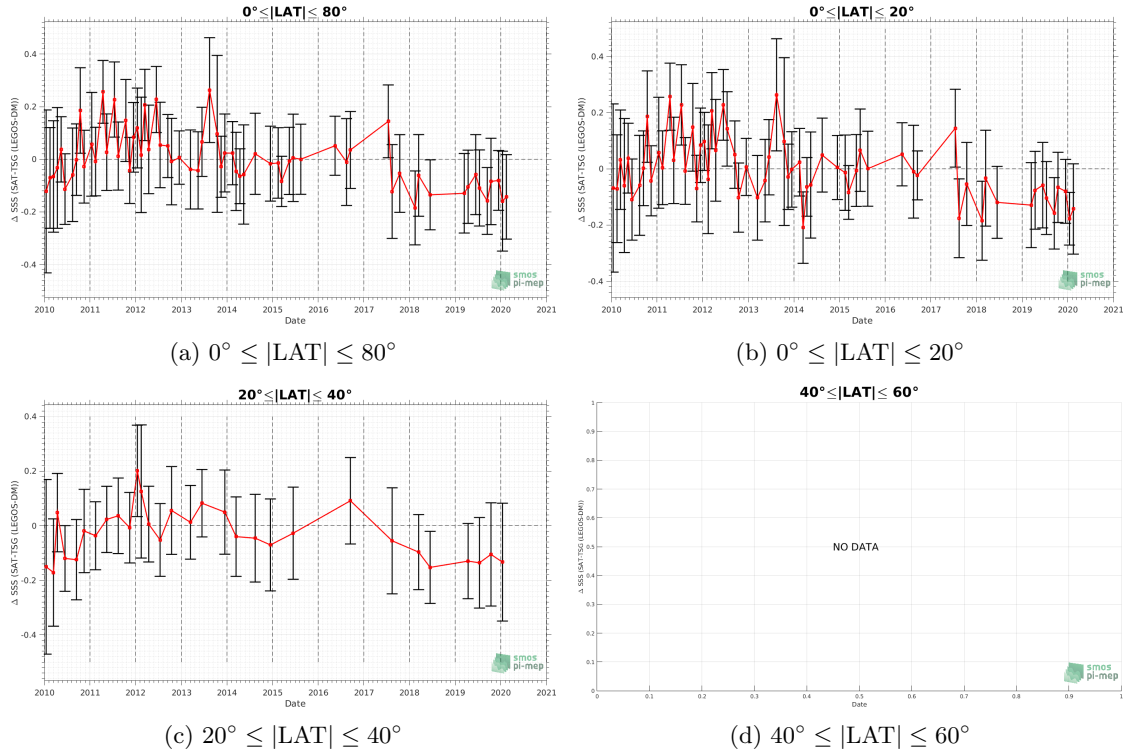 0°≤|LAT|≤ 80°
Δ SSS (SAT-TSG (LEGOS-DM))
0.4
0.2
0
-0.2
-0.4
2010 2011 2012 2013 2014 2015 2016 2017 2018 2019 2020 2021
Date
smos
pi-mep
(a) 0° ≤ |LAT| ≤ 80°
0°≤|LAT|≤ 20°
Δ SSS (SAT-TSG (LEGOS-DM))
0.4
0.2
0
-0.2
-0.4
2010 2011 2012 2013 2014 2015 2016 2017 2018 2019 2020 2021
Date
smos
pi-mep
(b) 0° ≤ |LAT| ≤ 20°
20°≤|LAT|≤ 40°
Δ SSS (SAT-TSG (LEGOS-DM))
0.4
0.2
0
-0.2
-0.4
2010 2011 2012 2013 2014 2015 2016 2017 2018 2019 2020 2021
Date
smos
pi-mep
(c) 20° ≤ |LAT| ≤ 40°
40°≤|LAT|≤ 60°
Δ SSS (SAT-TSG (LEGOS-DM))
1
0.9
0.8
0.7
0.6
0.5
0.4
0.3
0.2
0.1
0
NO DATA
0 0.1 0.2 0.3 0.4 0.5 0.6 0.7 0.8 0.9 1
Date
smos
pi-mep
(d) 40° ≤ |LAT| ≤ 60°